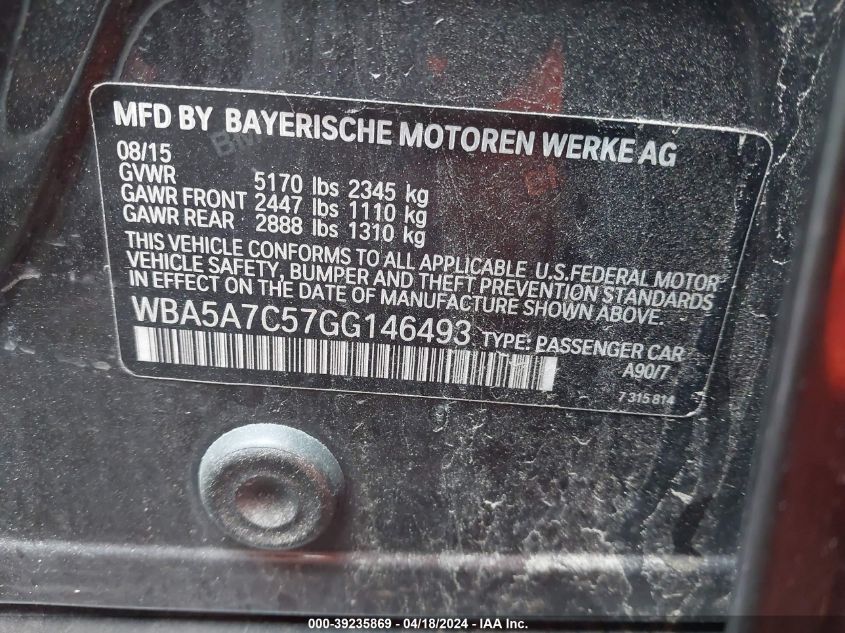 MFD BY BAYERISCHE MOTOREN WERKE AG
08/15
GVWR 5170 lbs 2345 kg
GAWR FRONT 2447 lbs 1110 kg
GAWR REAR 2888 lbs 1310 kg
THIS VEHICLE CONFORMS TO ALL APPLICABLE U.S.FEDERAL MOTOR
VEHICLE SAFETY, BUMPER AND THEFT PREVENTION STANDARDS
IN EFFECT ON THE DATE OF MANUFACTURE SHOWN ABOVE.
WBA5A7C57GG146493 TYPE: PASSENGER CAR
A90/7
7 315 814
000-39235869 - 04/18/2024 - IAA Inc.